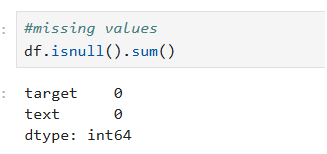 :
#missing values
df.isnull().sum()
:
target    0
text      0
dtype: int64